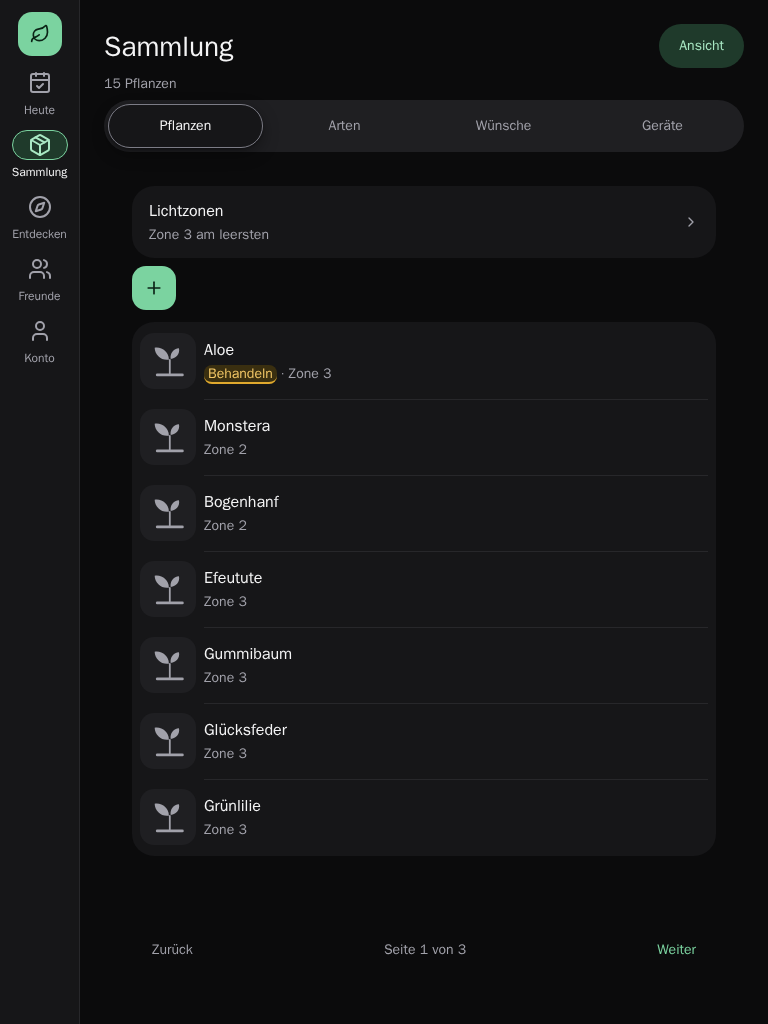 Sammlung
Ansicht
15 Pflanzen
Heute
Sammlung
Entdecken
Freunde
Konto
Pflanzen
Arten
Wünsche
Geräte
Lichtzonen
Zone 3 am leersten
Aloe
Behandeln · Zone 3
Monstera
Zone 2
Bogenhanf
Zone 2
Efeutute
Zone 3
Gummibaum
Zone 3
Glücksfeder
Zone 3
Grünlilie
Zone 3
Zurück
Seite 1 von 3
Weiter